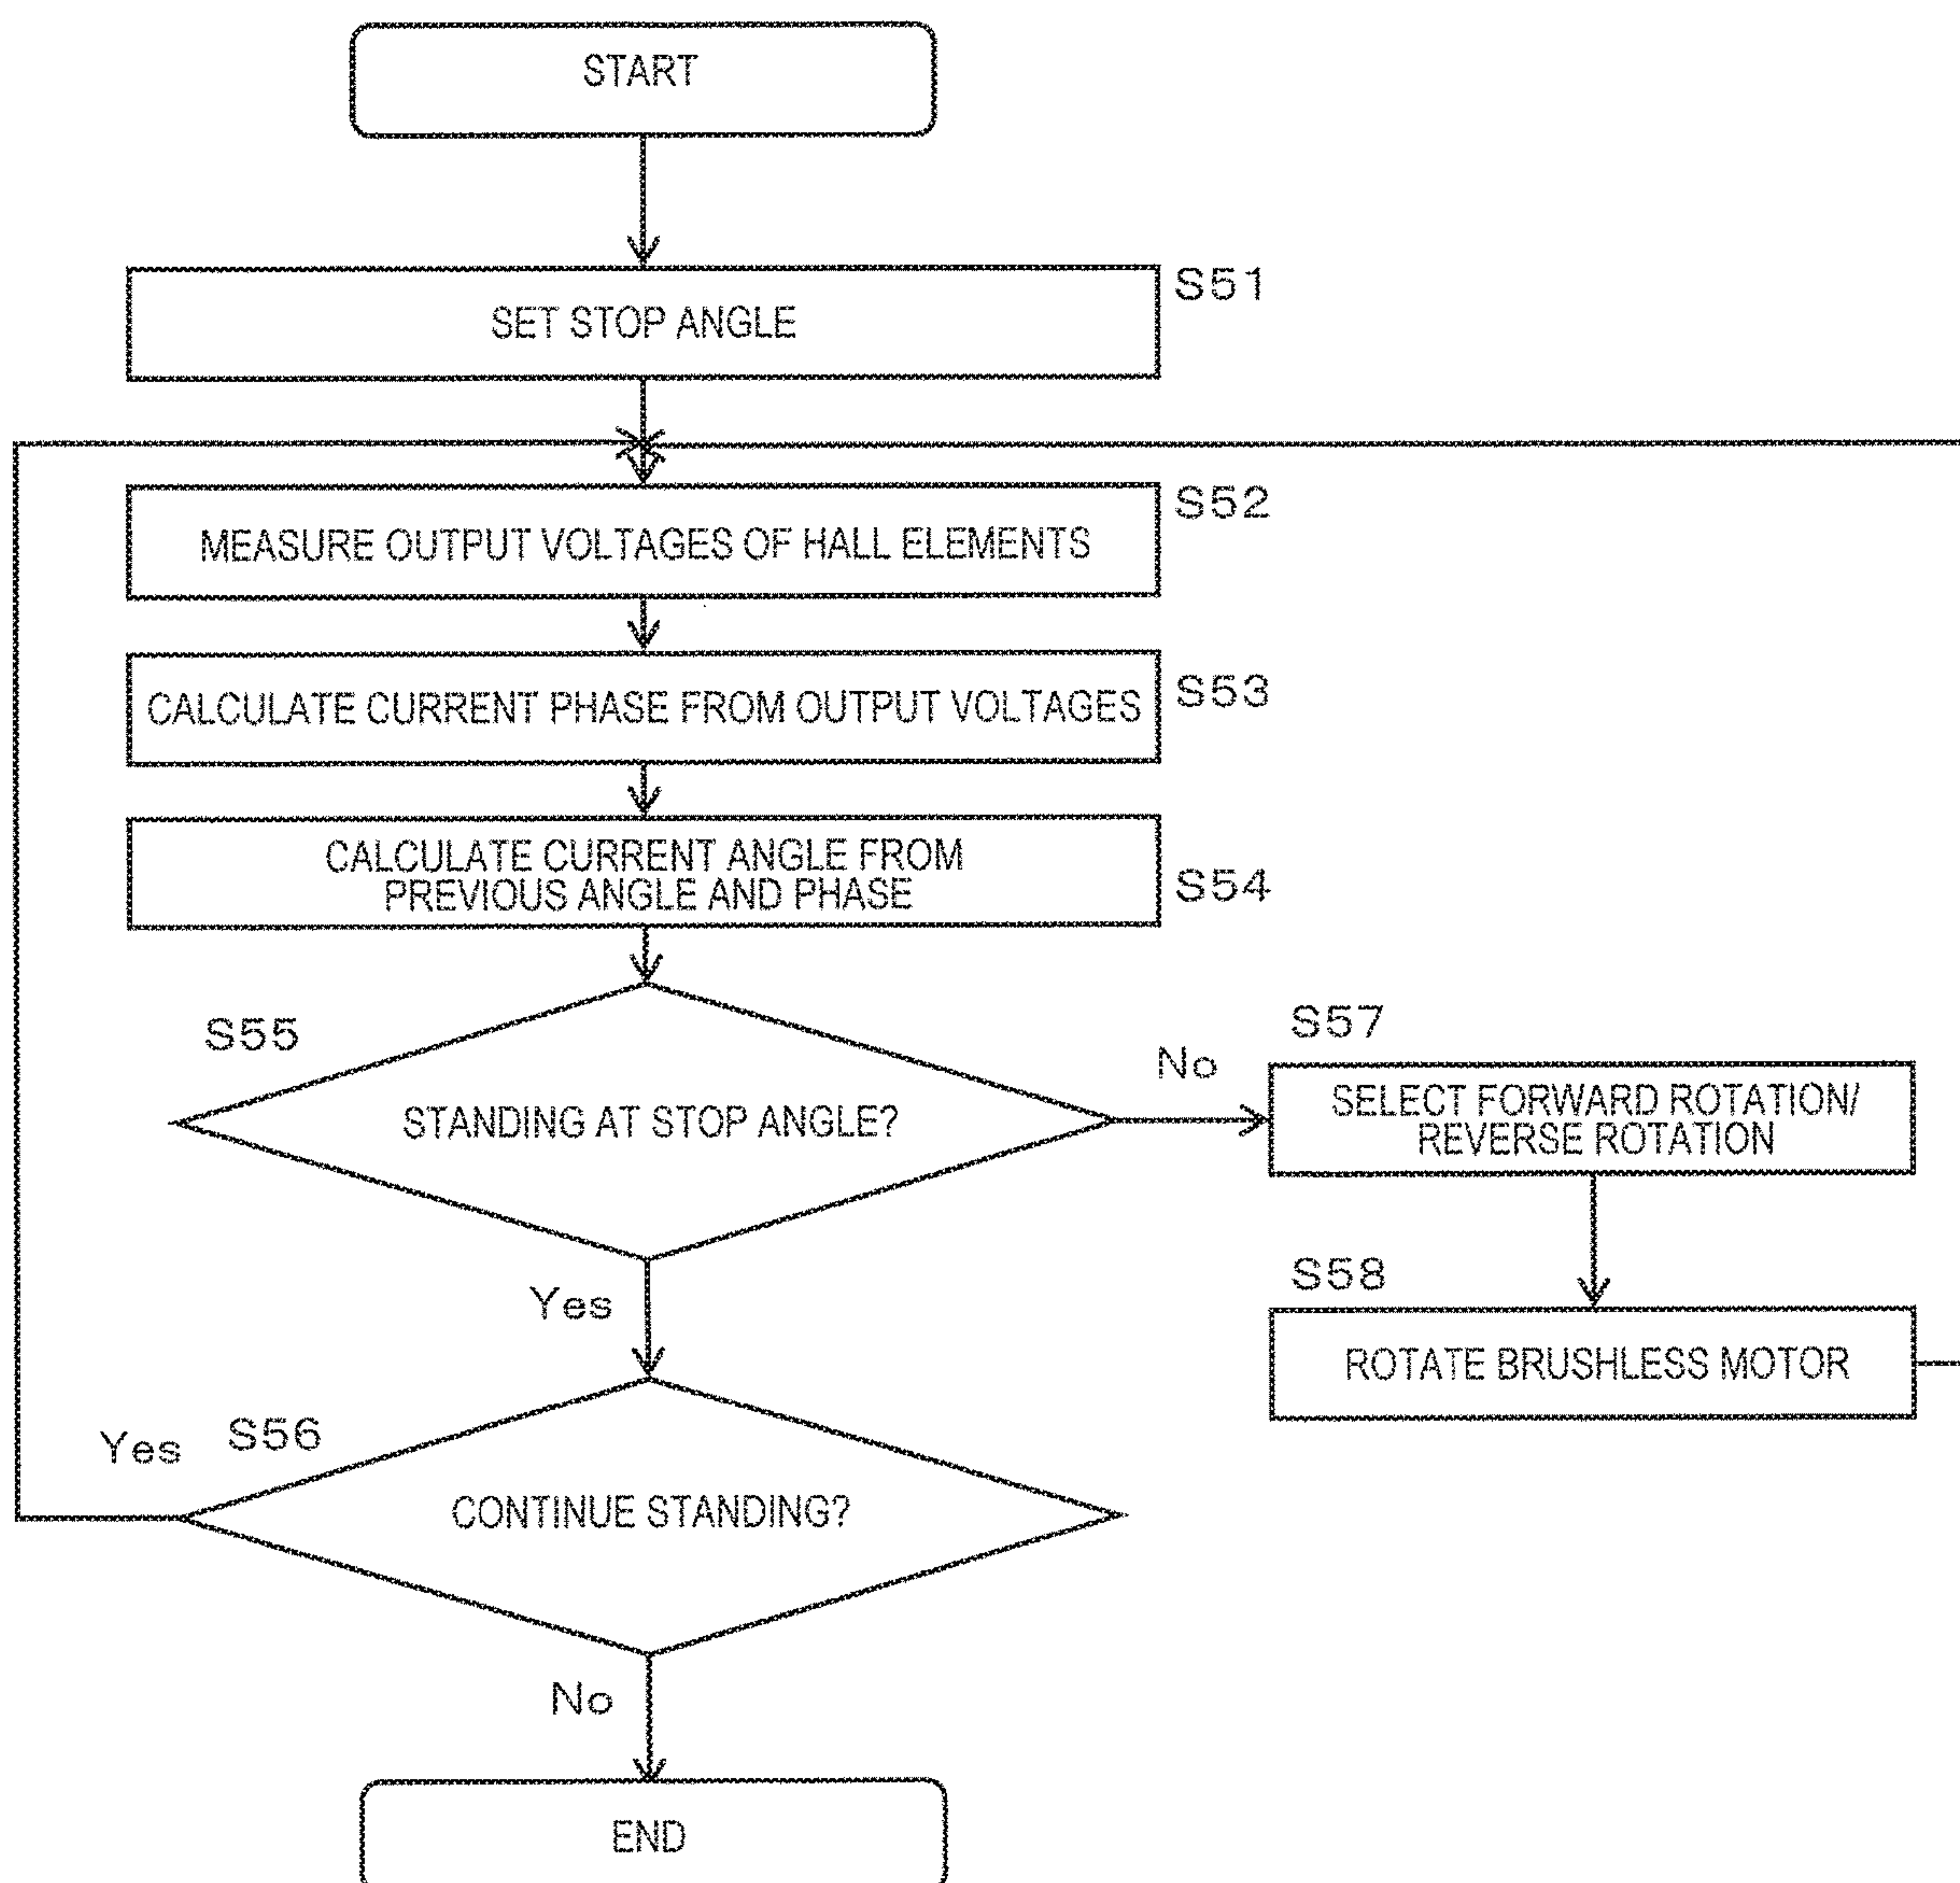 START
S51
SET STOP ANGLE
S52
MEASURE OUTPUT VOLTAGES OF HALL ELEMENTS
S53
CALCULATE CURRENT PHASE FROM OUTPUT VOLTAGES
CALCULATE CURRENT ANGLE FROM
PREVIOUS ANGLE AND PHASE
S54
S55
STANDING AT STOP ANGLE?
No
S57
SELECT FORWARD ROTATION/
REVERSE ROTATION
Yes
S58
ROTATE BRUSHLESS MOTOR
Yes
S56
CONTINUE STANDING?
No
END